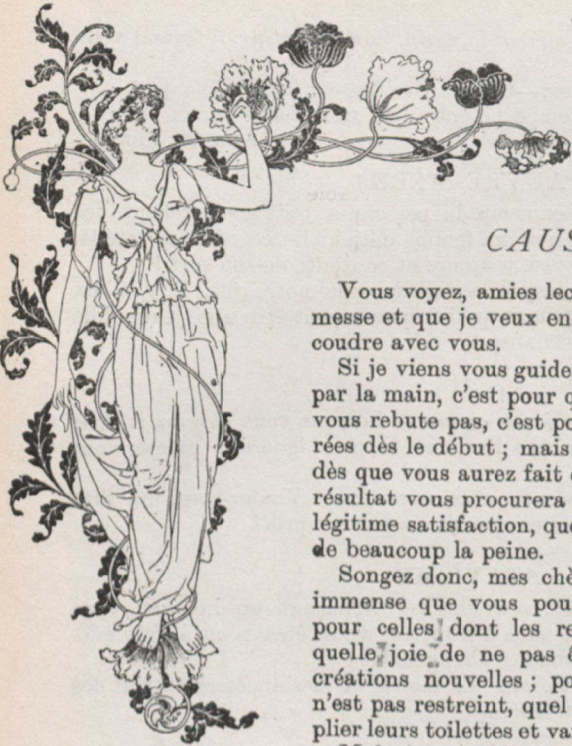 CAUS
Vous voyez, amies lec
messe et que je veux en
coudre avec vous.
Si je viens vous guide
par la main, c'est pour q
vous rebute pas, c'est po
rées dès le début ; mais
dès que vous aurez fait
résultat vous procurera
légitime satisfaction, que
de beaucoup la peine.
Songez donc, mes chè
immense que vous pou
pour celles dont les re
quelle joie de ne pas ê
créations nouvelles ; po
n'est pas restreint, quel
plier leurs toilettes et va